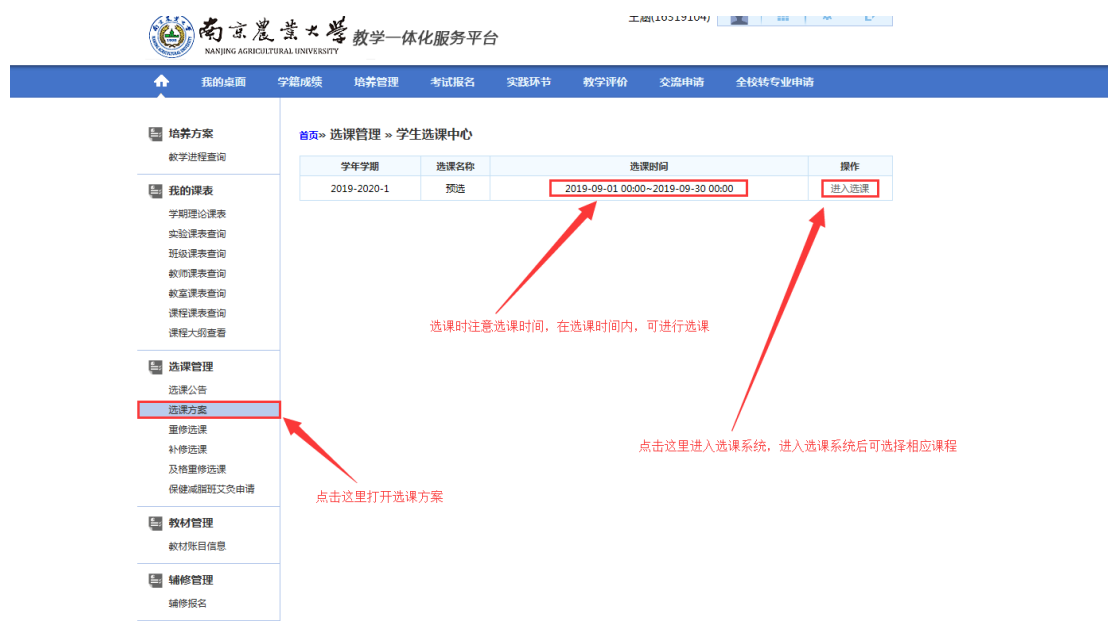 南京農業大學
NANJING AGRICULTURAL UNIVERSITY
教学一体化服务平台
(16319104)
我的桌面 学籍成绩 培养管理 考试报名 实践环节 教学评价 交流申请 全校转专业申请
培养方案
教学进程查询
我的课表
学期理论课表
实验课表查询
班级课表查询
教师课表查询
教室课表查询
课程课表查询
课程大纲查看
选课管理
选课公告
选课方案
重修选课
补修选课
及格重修选课
保健减脂班艾灸申请
教材管理
教材账目信息
辅修管理
辅修报名
首页» 选课管理 » 学生选课中心
学年学期 选课名称 选课时间 操作
2019-2020-1 预选 2019-09-01 00:00~2019-09-30 00:00 进入选课
选课时注意选课时间，在选课时间内，可进行选课
点击这里进入选课系统，进入选课系统后可选择相应课程
点击这里打开选课方案